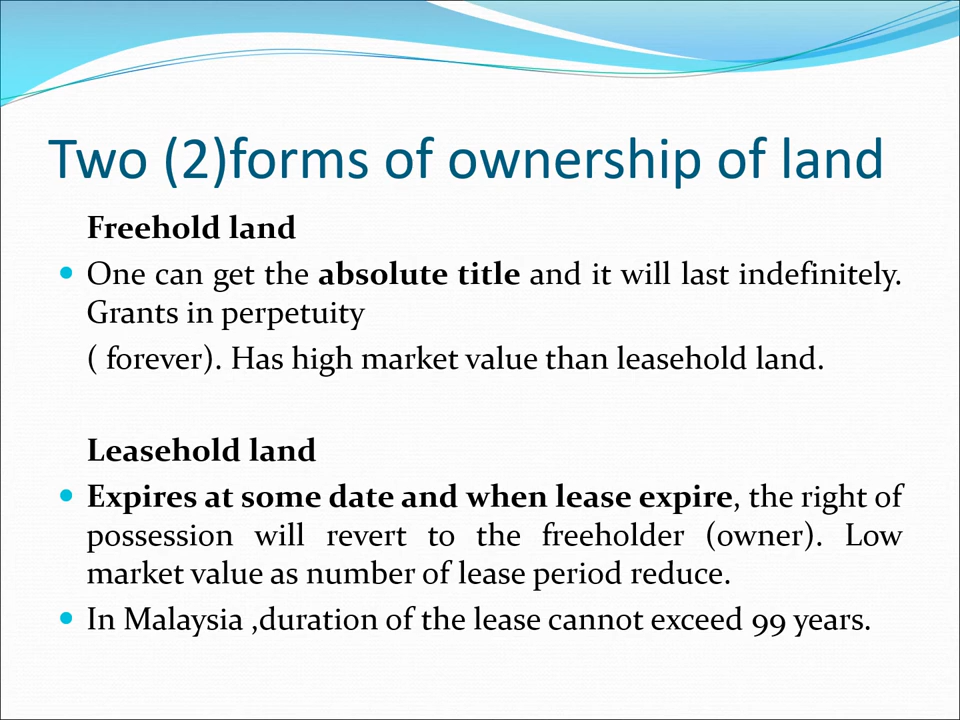 Two (2)forms of ownership of land
Freehold land
One can get the absolute title and it will last indefinitely.
Grants in perpetuity
( forever). Has high market value than leasehold land.
Leasehold land
Expires at some date and when lease expire, the right of
possession will revert to the freeholder (owner). Low
market value as number of lease period reduce.
In Malaysia ,duration of the lease cannot exceed 99 years.